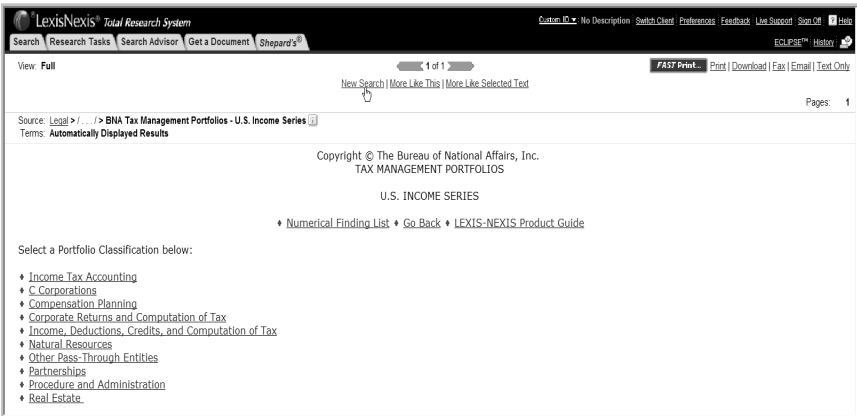 LexisNexis® Total Research System
Custom ID ▼ : No Description | Switch Client | Preferences | Feedback | Live Support | Sign Off | ? Help
Search Research Tasks Search Advisor Get a Document Shepard's®
ECLIPSE™ | History
View: Full
1 of 1
FAST Print... Print | Download | Fax | Email | Text Only
New Search | More Like This | More Like Selected Text
Pages: 1
Source: Legal > / . . . / > BNA Tax Management Portfolios - U.S. Income Series i
Terms: Automatically Displayed Results
Copyright © The Bureau of National Affairs, Inc.
TAX MANAGEMENT PORTFOLIOS
U.S. INCOME SERIES
♦ Numerical Finding List ♦ Go Back ♦ LEXIS-NEXIS Product Guide
Select a Portfolio Classification below:
♦ Income Tax Accounting
♦ C Corporations
♦ Compensation Planning
♦ Corporate Returns and Computation of Tax
♦ Income, Deductions, Credits, and Computation of Tax
♦ Natural Resources
♦ Other Pass-Through Entities
♦ Partnerships
♦ Procedure and Administration
♦ Real Estate